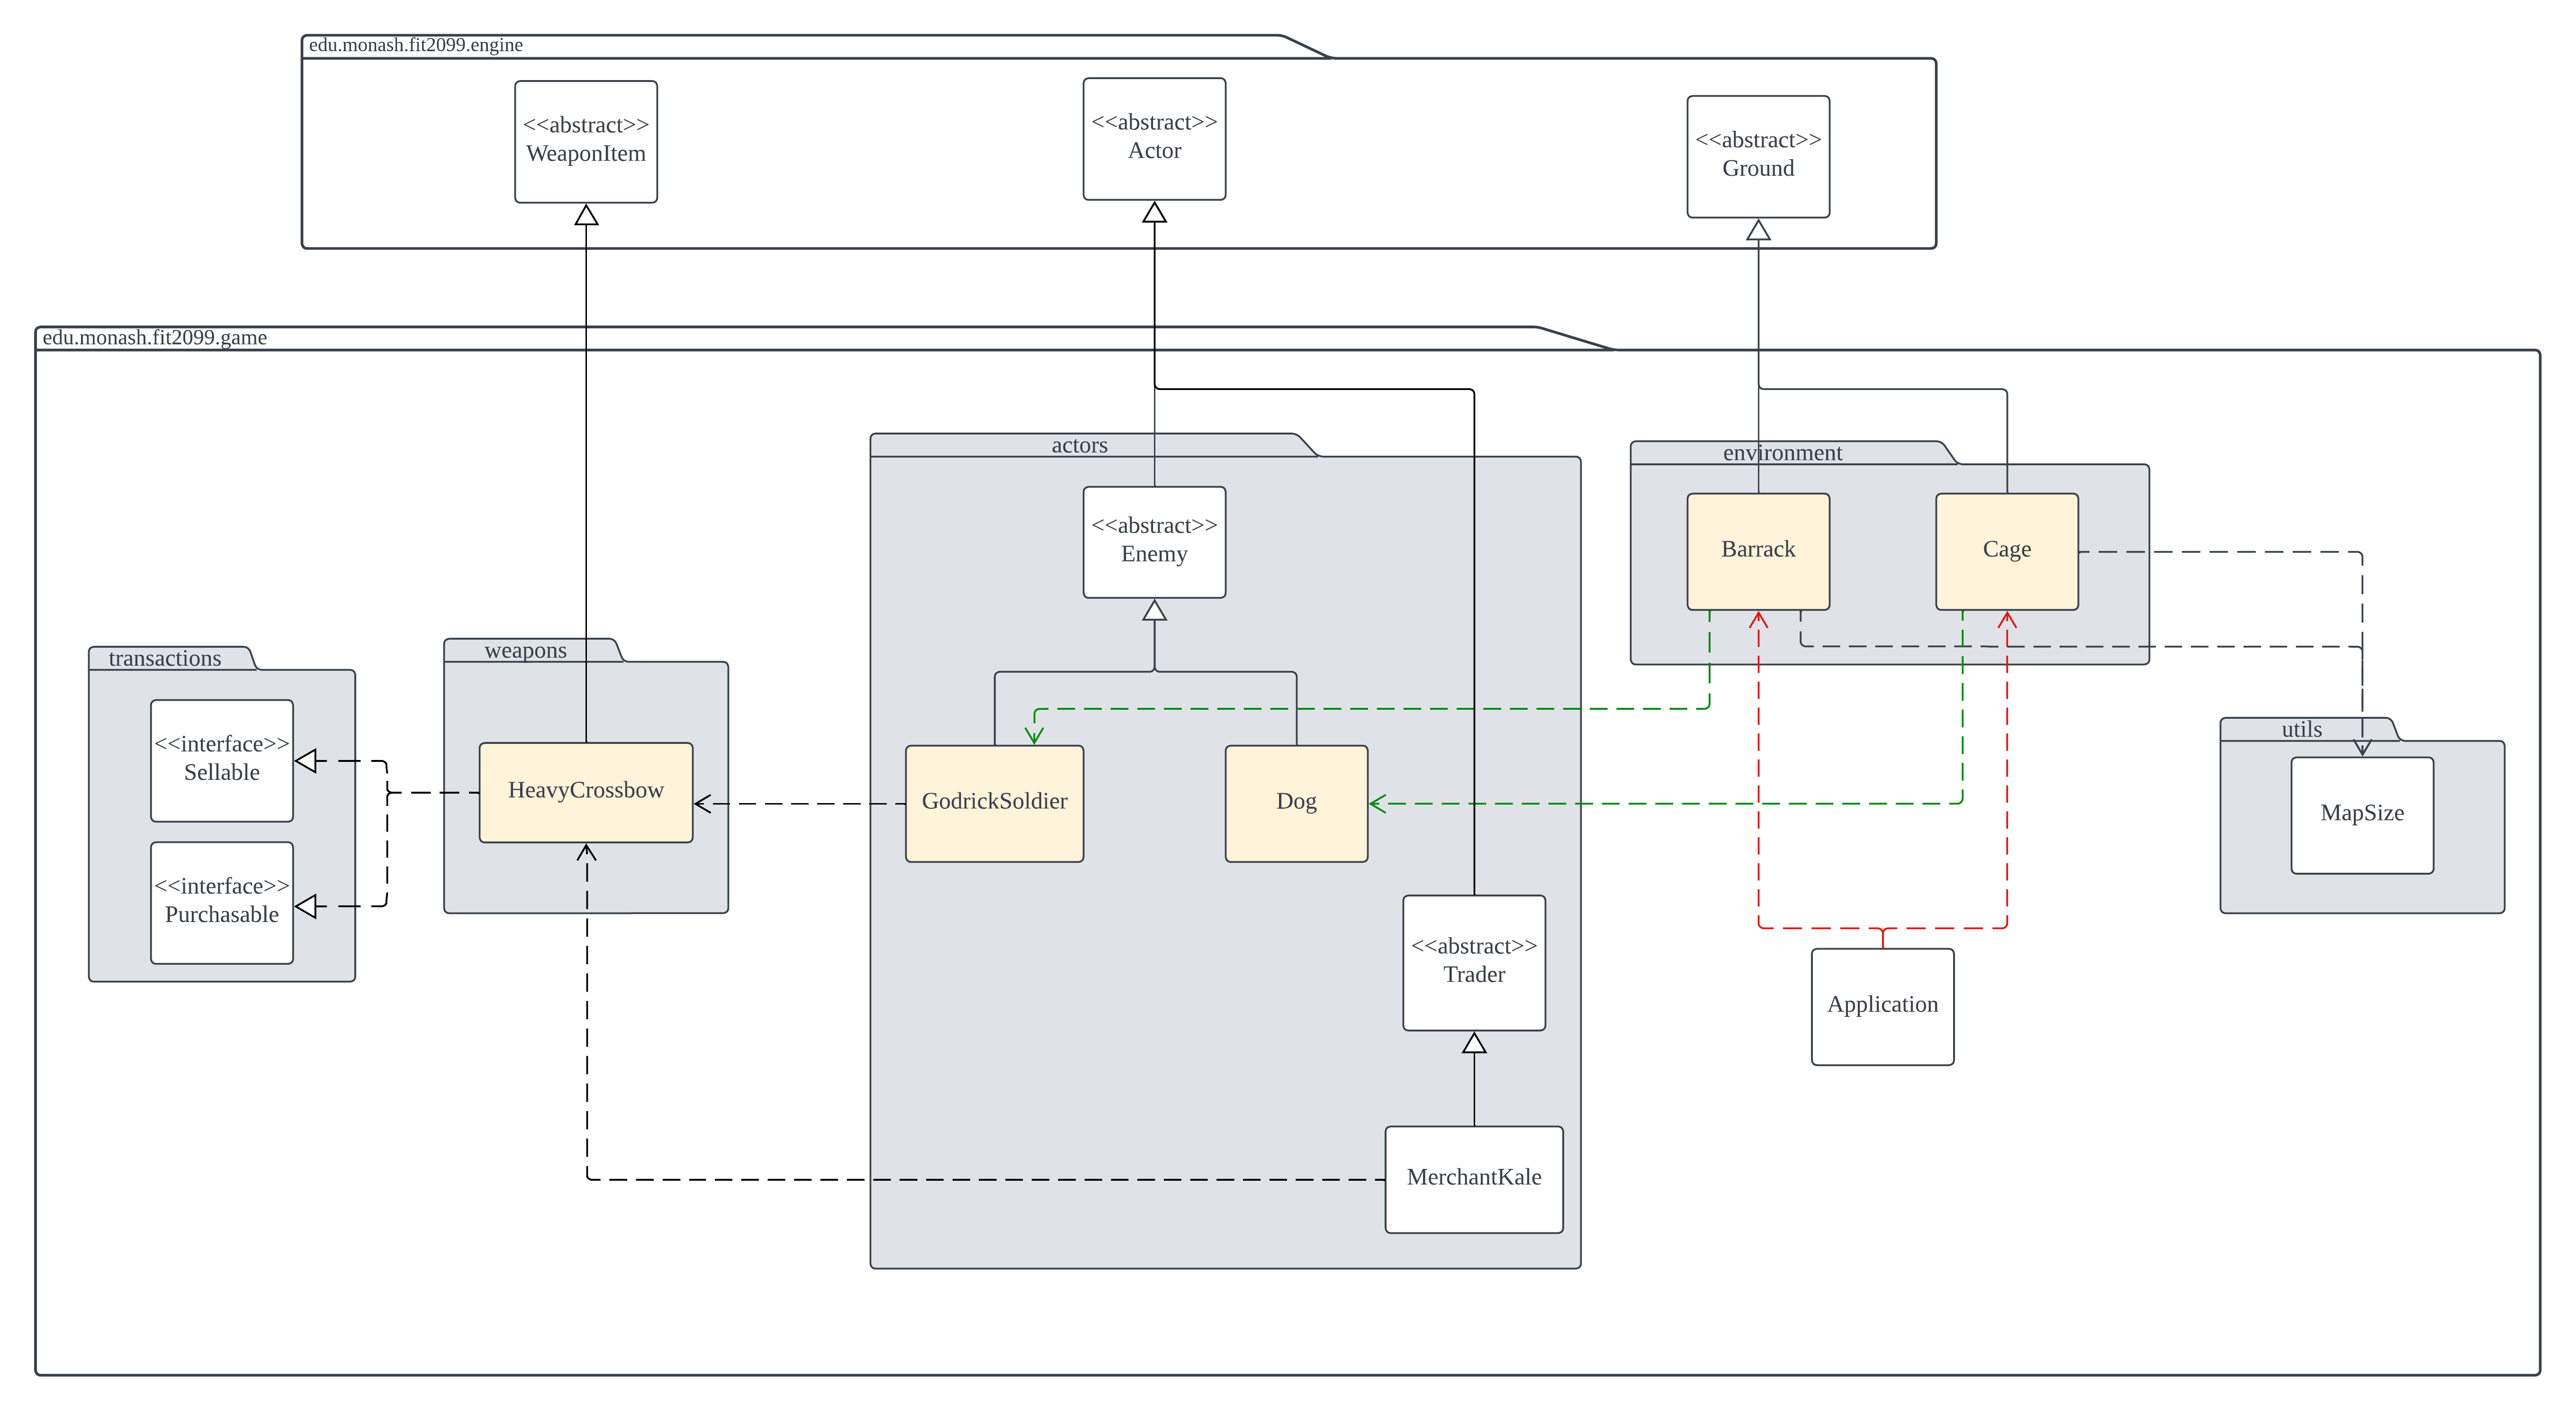 edu.monash.fit2099.engine
<<abstract>>
WeaponItem
<<abstract>>
Actor
<<abstract>>
Ground
edu.monash.fit2099.game
actors
<<abstract>>
Enemy
environment
Barrack
Cage
transactions
<<interface>>
Sellable
<<interface>>
Purchasable
weapons
HeavyCrossbow
GodrickSoldier
Dog
utils
MapSize
<<abstract>>
Trader
Application
MerchantKale